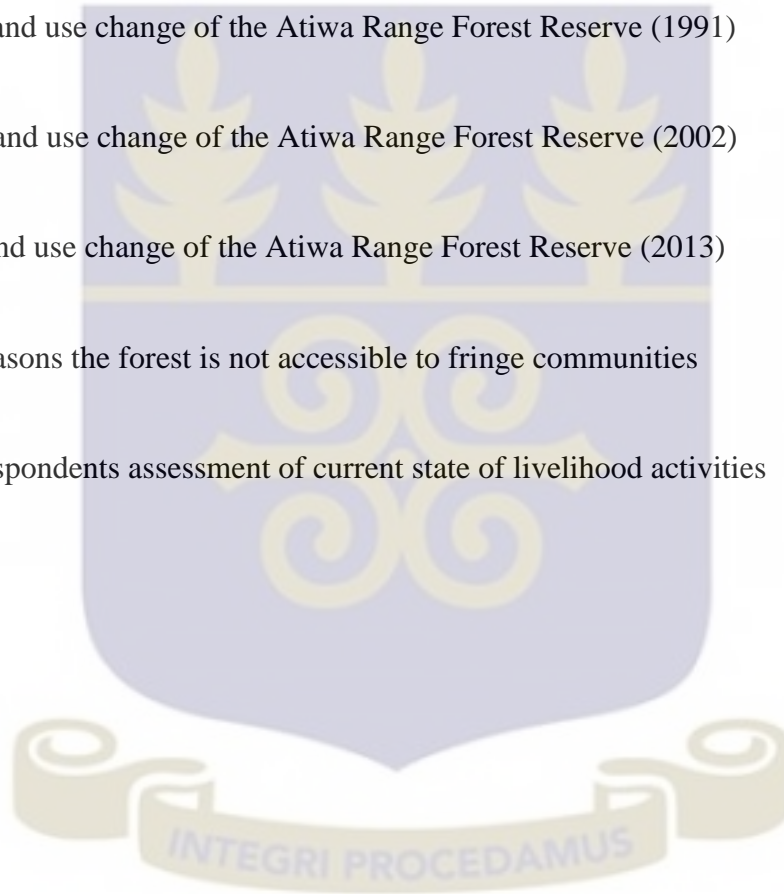 and use change of the Atiwa Range Forest Reserve (1991)
and use change of the Atiwa Range Forest Reserve (2002)
nd use change of the Atiwa Range Forest Reserve (2013)
asons the forest is not accessible to fringe communities
spondents assessment of current state of livelihood activities
INTEGRI PROCEDAMUS